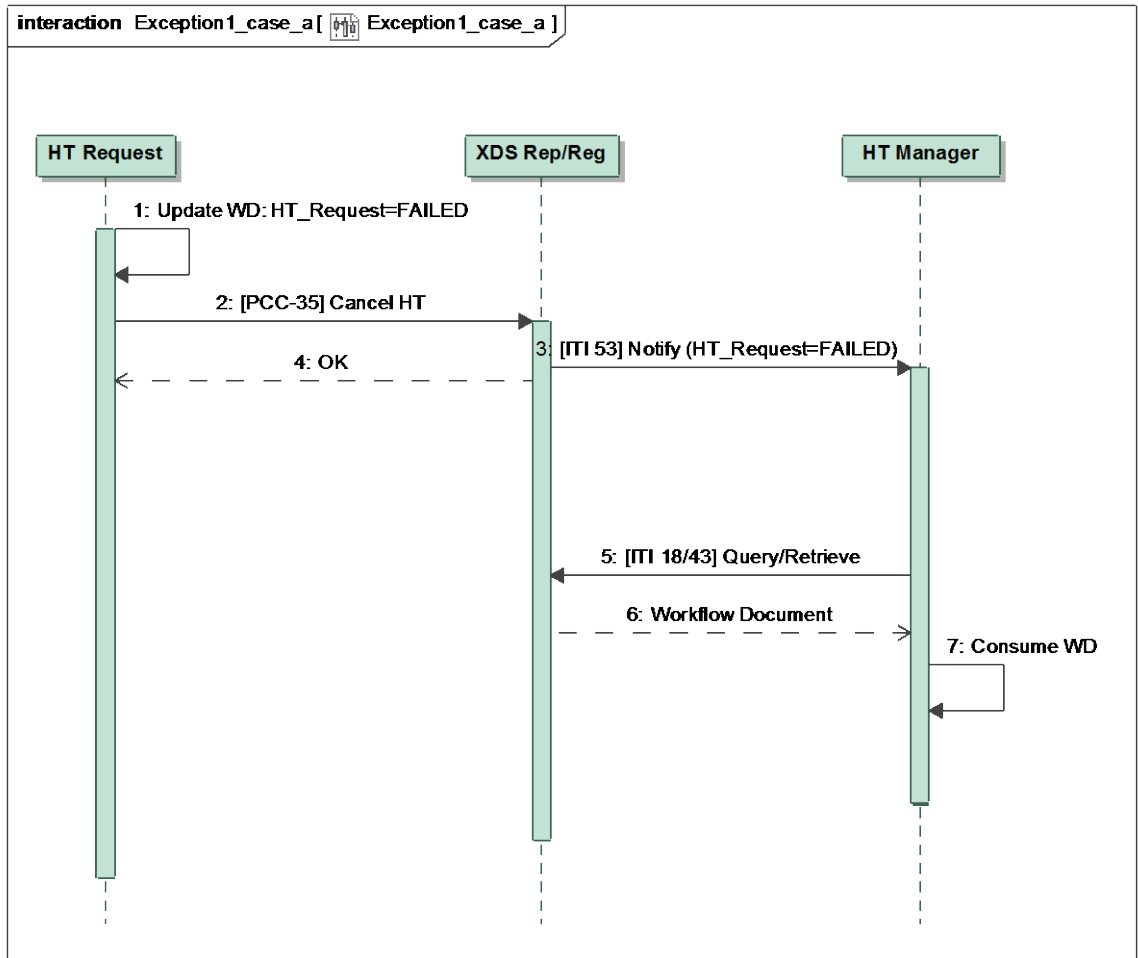 interaction Exception1_case_a [ Exception1_case_a ]
HT Request
XDS Rep/Reg
HT Manager
1: Update WD: HT_Request=FAILED
2: [PCC-35] Cancel HT
3: [ITI 53] Notify (HT_Request=FAILED)
4: OK
5: [ITI 18/43] Query/Retrieve
6: Workflow Document
7: Consume WD